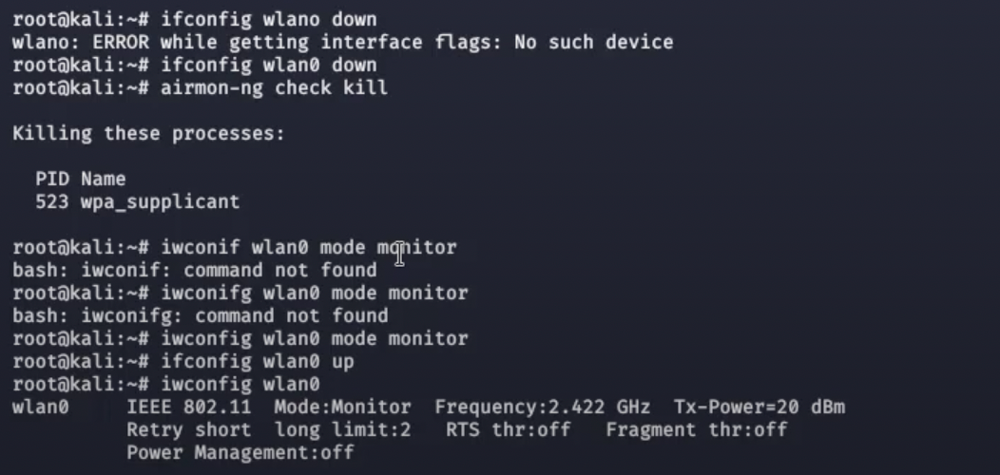 root@kali:~# ifconfig wlano down
wlano: ERROR while getting interface flags: No such device
root@kali:~# ifconfig wlan0 down
root@kali:~# airmon-ng check kill
Killing these processes:
PID Name
523 wpa_supplicant
root@kali:~# iwconif wlan0 mode monitor
bash: iwconif: command not found
root@kali:~# iwconifg wlan0 mode monitor
bash: iwconifg: command not found
root@kali:~# iwconfig wlan0 mode monitor
root@kali:~# ifconfig wlan0 up
root@kali:~# iwconfig wlan0
wlan0     IEEE 802.11  Mode:Monitor  Frequency:2.422 GHz  Tx-Power=20 dBm
          Retry short  long limit:2   RTS thr:off   Fragment thr:off
          Power Management:off